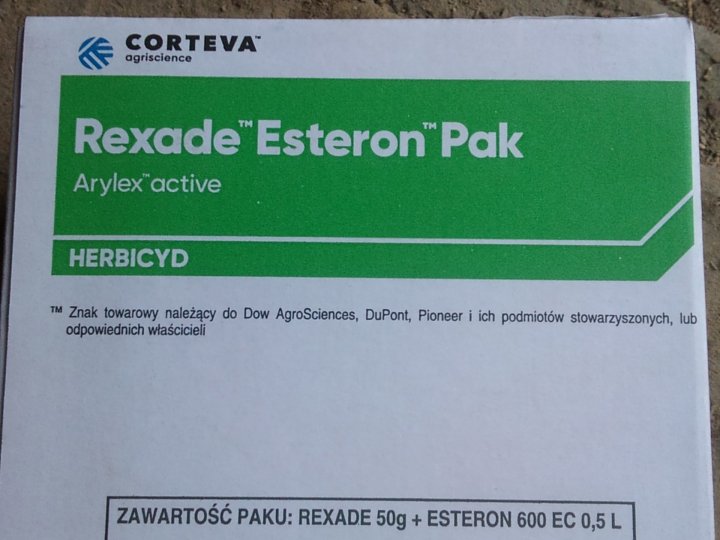 CORTEVA™
agriscience
Rexade™ Esteron™ Pak
Arylex™ active
HERBICYD
™ Znak towarowy należący do Dow AgroSciences, DuPont, Pioneer i ich podmiotów stowarzyszonych, lub
odpowiednich właścicieli
ZAWARTOŚĆ PAKU: REXADE 50g + ESTERON 600 EC 0,5 L